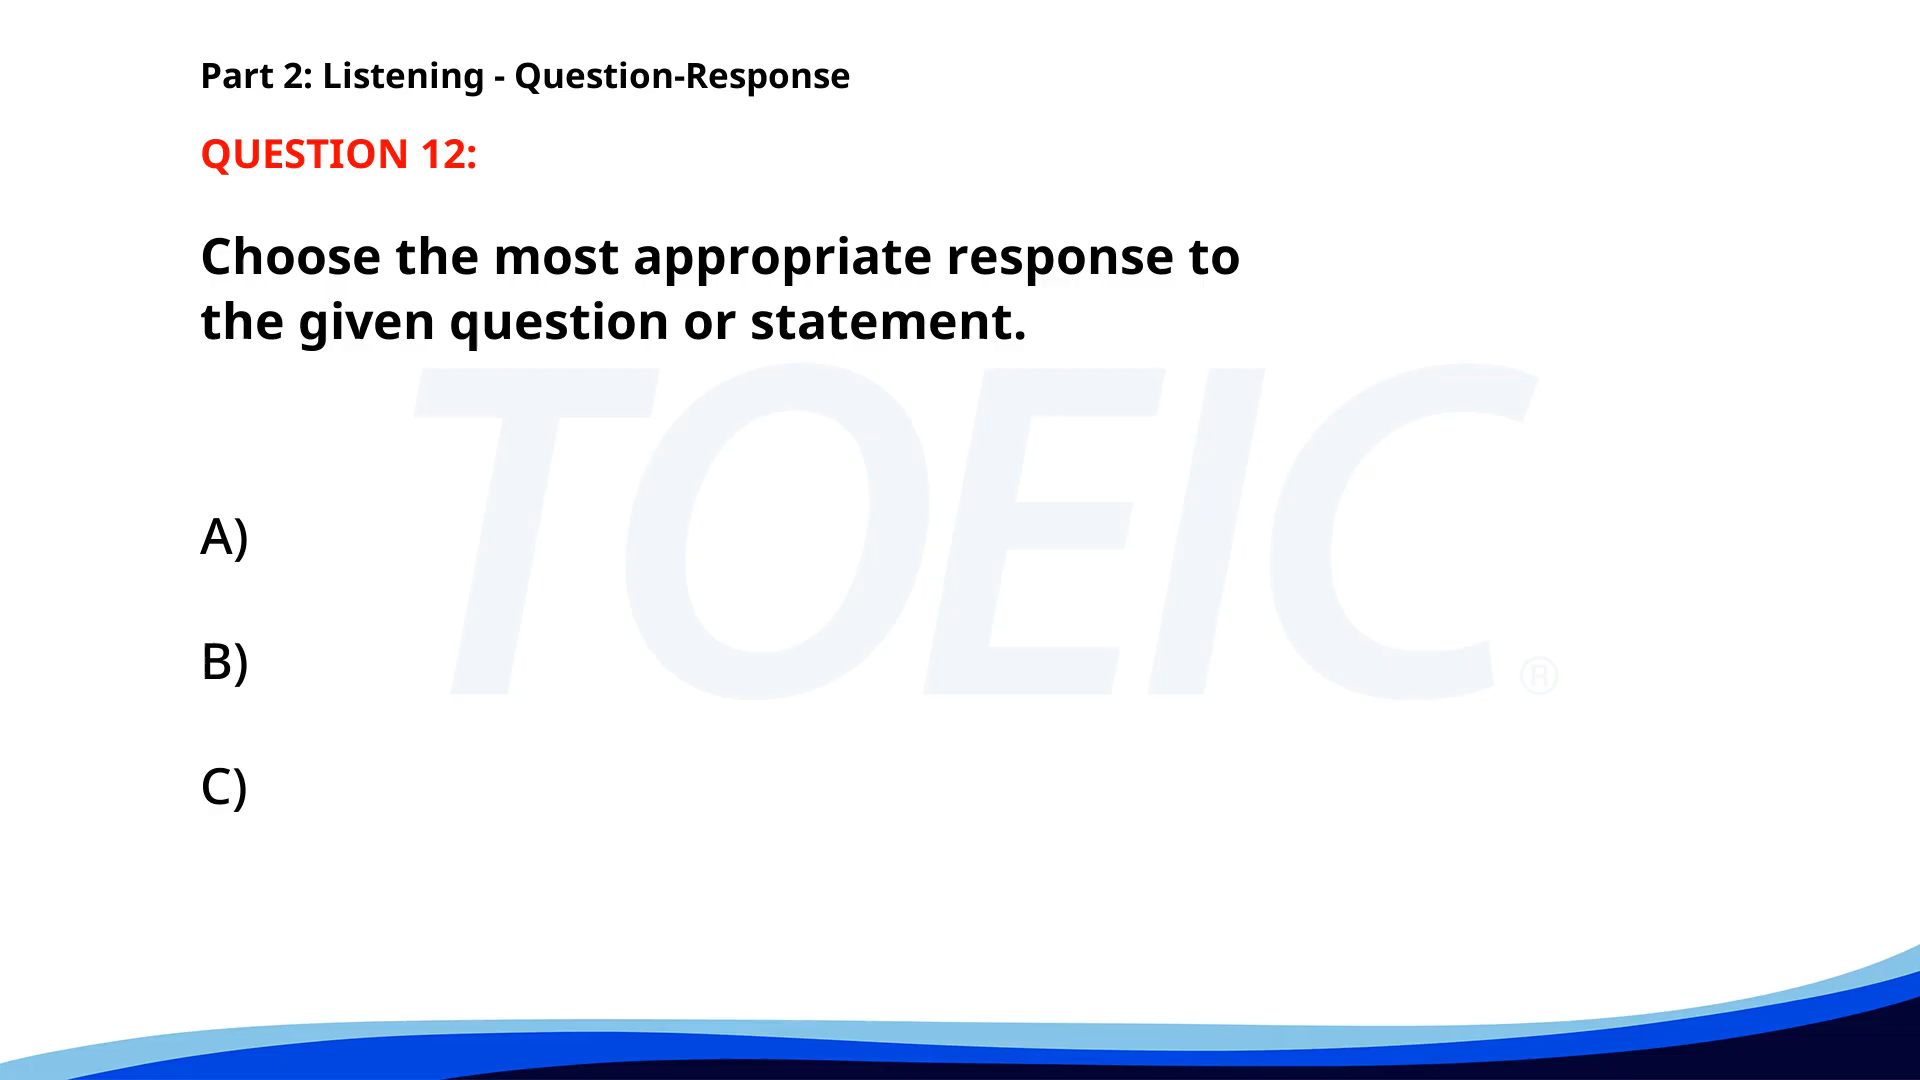 Part 2: Listening - Question-Response
QUESTION 12:
Choose the most appropriate response to
the given question or statement.
TOEIC®
A)
B)
C)